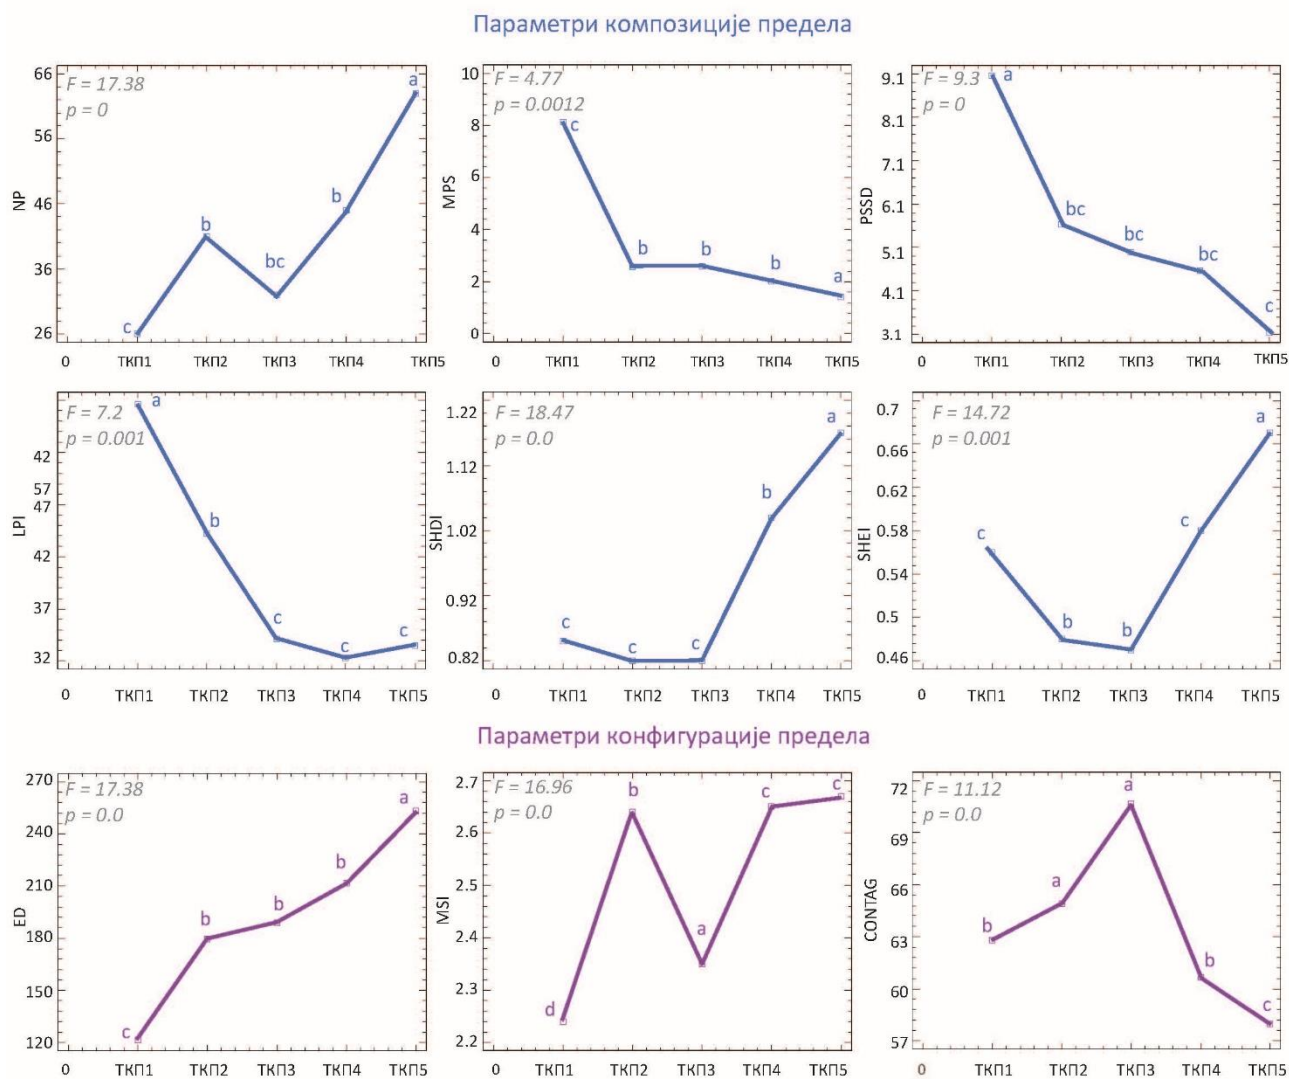 Параметри композиције предела
F = 17.38
p = 0
NP
66
56
46
36
26
c
b
bc
b
a
0 ТКП1 ТКП2 ТКП3 ТКП4 ТКП5
F = 4.77
p = 0.0012
MPS
10
8
6
4
2
0
c
b
b
b
a
0 ТКП1 ТКП2 ТКП3 ТКП4 ТКП5
F = 9.3
p = 0
PSSD
9.1
8.1
7.1
6.1
5.1
4.1
3.1
a
bc
bc
bc
c
0 ТКП1 ТКП2 ТКП3 ТКП4 ТКП5
F = 7.2
p = 0.001
LPI
42
57
47
42
37
32
a
b
c
c
c
0 ТКП1 ТКП2 ТКП3 ТКП4 ТКП5
F = 18.47
p = 0.0
SHDI
1.22
1.12
1.02
0.92
0.82
c
c
c
b
a
0 ТКП1 ТКП2 ТКП3 ТКП4 ТКП5
F = 14.72
p = 0.001
SHEI
0.7
0.66
0.62
0.58
0.54
0.5
0.46
c
b
b
c
a
0 ТКП1 ТКП2 ТКП3 ТКП4 ТКП5
Параметри конфигурације предела
F = 17.38
p = 0.0
ED
270
240
210
180
150
120
c
b
b
b
a
0 ТКП1 ТКП2 ТКП3 ТКП4 ТКП5
F = 16.96
p = 0.0
MSI
2.7
2.6
2.5
2.4
2.3
2.2
d
b
a
c
c
0 ТКП1 ТКП2 ТКП3 ТКП4 ТКП5
F = 11.12
p = 0.0
CONTAG
72
69
66
63
60
57
b
a
a
b
c
0 ТКП1 ТКП2 ТКП3 ТКП4 ТКП5